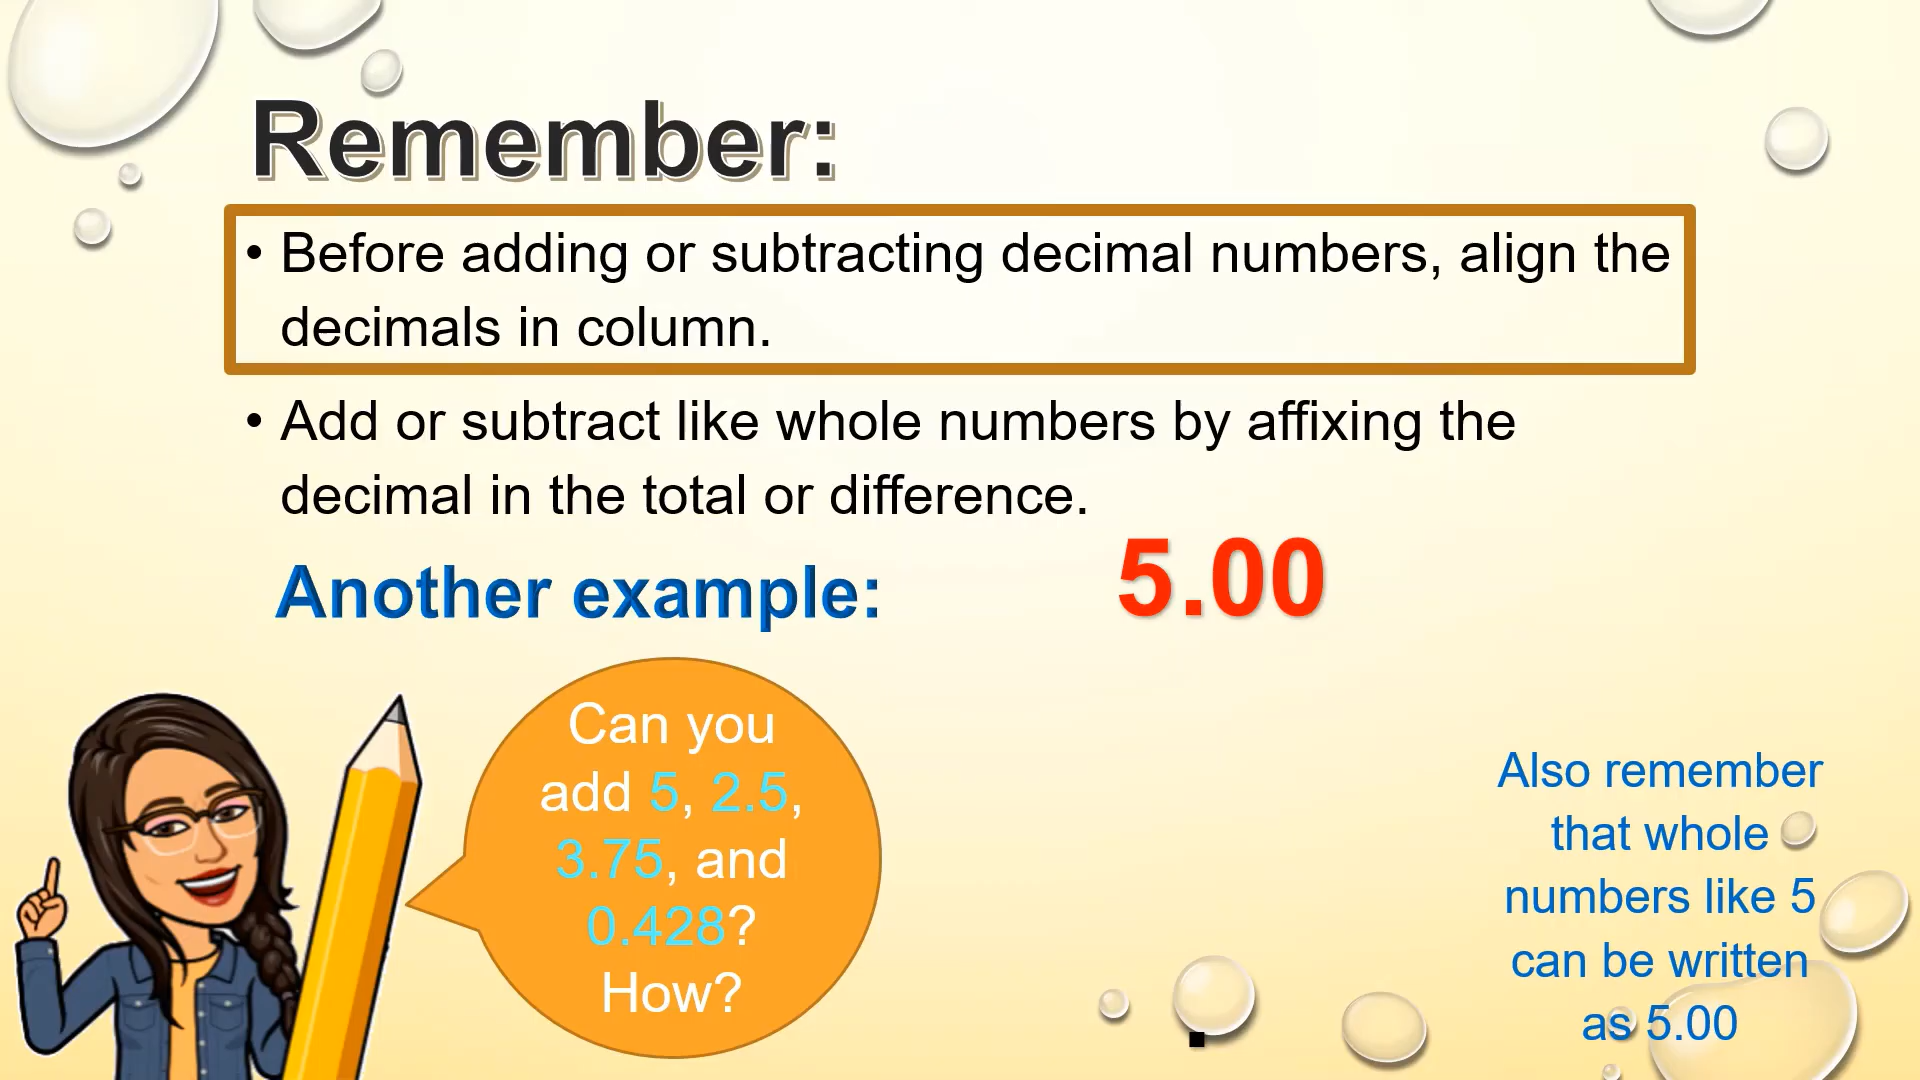 Remember:
• Before adding or subtracting decimal numbers, align the
decimals in column.
• Add or subtract like whole numbers by affixing the
decimal in the total or difference.
Another example:
5.00
Can you
add 5, 2.5,
3.75, and
0.428?
How?
Also remember
that whole
numbers like 5
can be written
as 5.00
.